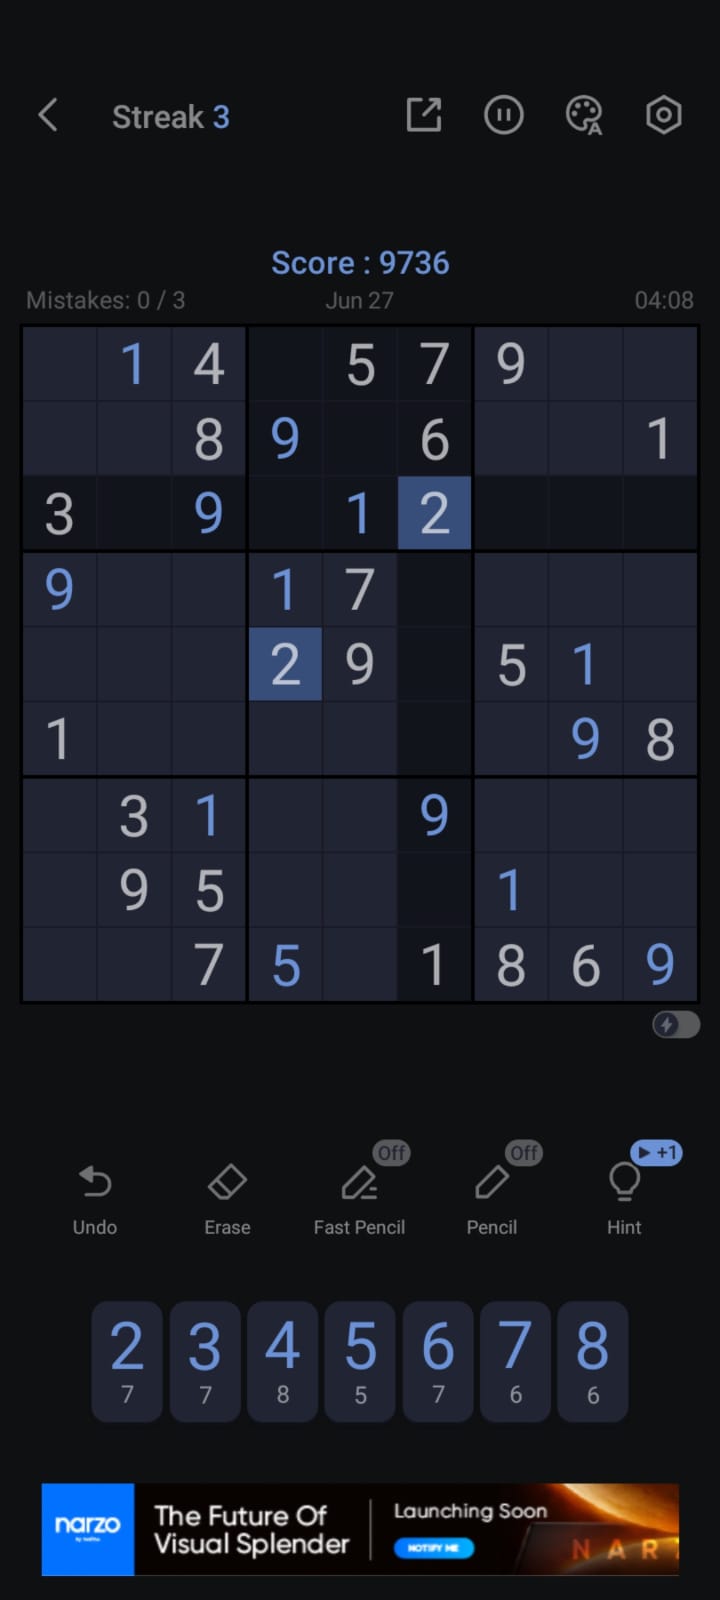 Streak 3
A
Score : 9736
Mistakes: 0 / 3 Jun 27 04:08
1 4 5 7 9
8 9 6 1
3 9 1 2
9 1 7
2 9 5 1
1 9 8
3 1 9
9 5 1
7 5 1 8 6 9
Off Off +1
Undo Erase Fast Pencil Pencil Hint
2 3 4 5 6 7 8
7 7 8 5 7 6 6
narzo
The Future Of
Visual Splender
Launching Soon
NOTIFY ME
N A R